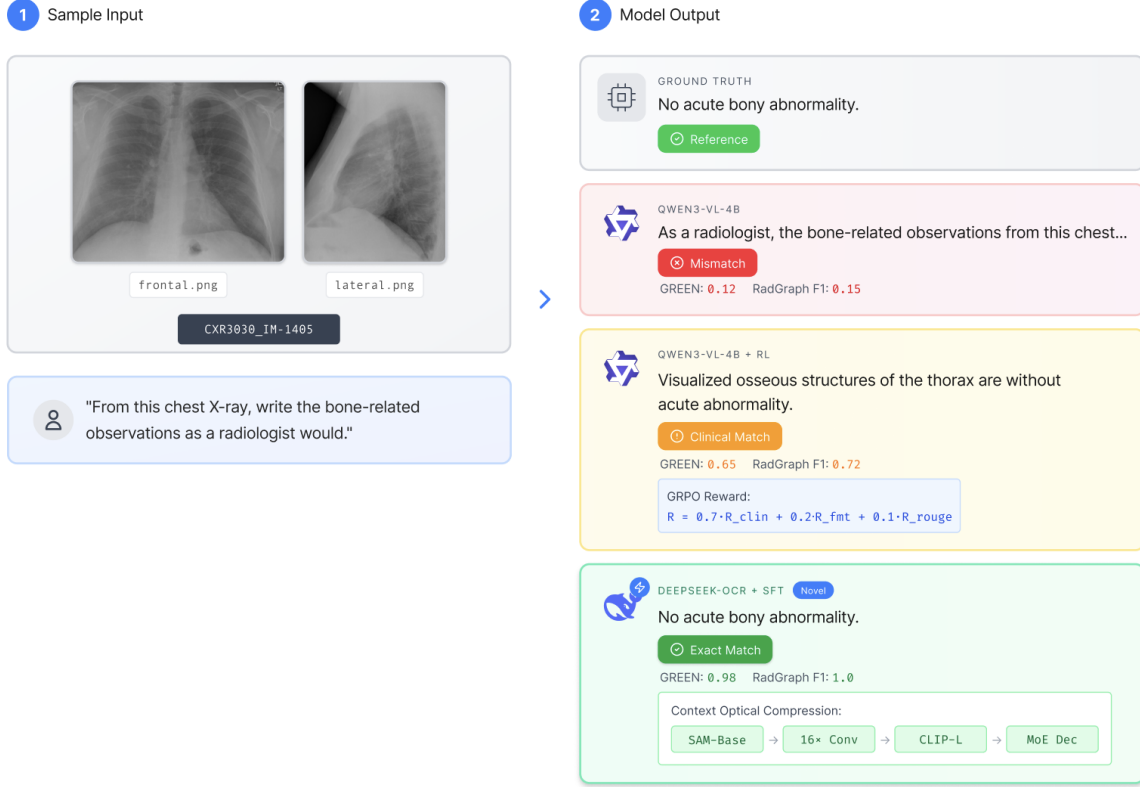 1 Sample Input
frontal.png
lateral.png
CXR3030_IM-1405
"From this chest X-ray, write the bone-related
observations as a radiologist would."
2 Model Output
GROUND TRUTH
No acute bony abnormality.
Reference
QWEN3-VL-4B
As a radiologist, the bone-related observations from this chest...
Mismatch
GREEN: 0.12 RadGraph F1: 0.15
QWEN3-VL-4B + RL
Visualized osseous structures of the thorax are without
acute abnormality.
Clinical Match
GREEN: 0.65 RadGraph F1: 0.72
GRPO Reward:
R = 0.7·R_clin + 0.2·R_fmt + 0.1·R_rouge
DEEPSEEK-OCR + SFT Novel
No acute bony abnormality.
Exact Match
GREEN: 0.98 RadGraph F1: 1.0
Context Optical Compression:
SAM-Base → 16× Conv → CLIP-L → MoE Dec